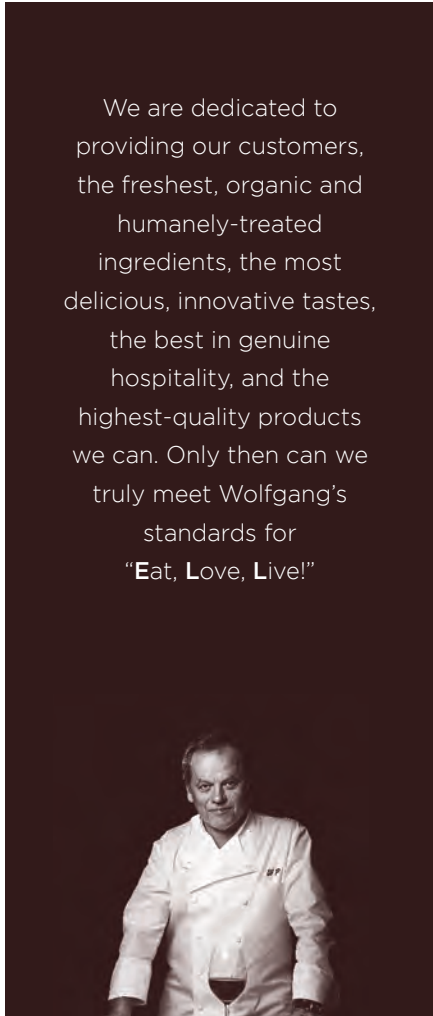 We are dedicated to
providing our customers,
the freshest, organic and
humanely-treated
ingredients, the most
delicious, innovative tastes,
the best in genuine
hospitality, and the
highest-quality products
we can. Only then can we
truly meet Wolfgang’s
standards for
“Eat, Love, Live!”